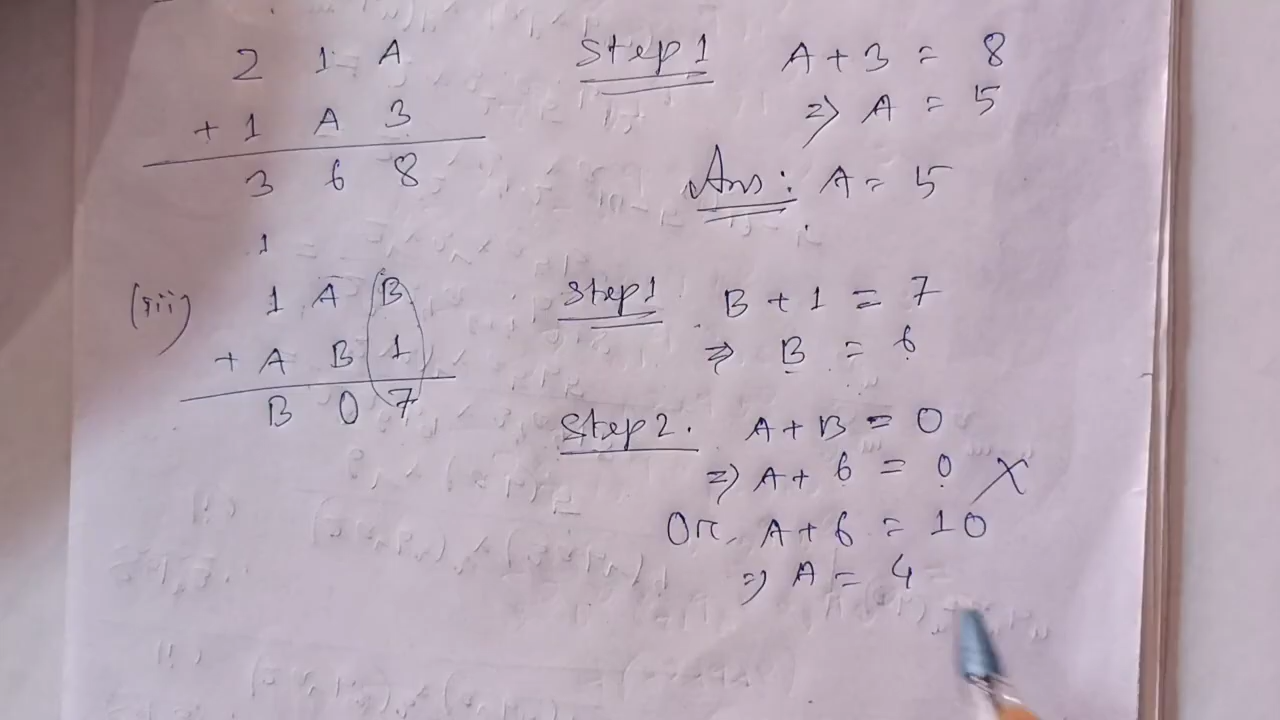 2 1 A
+ 1 A 3
3 6 8
Step 1 A + 3 = 8
⇒ A = 5
Ans: A = 5
1
(iii) 1 A B
+ A B 1
B 0 7
Step 1 B + 1 = 7
⇒ B = 6
Step 2. A + B = 0
⇒ A + 6 = 0 X
Or, A + 6 = 10
⇒ A = 4